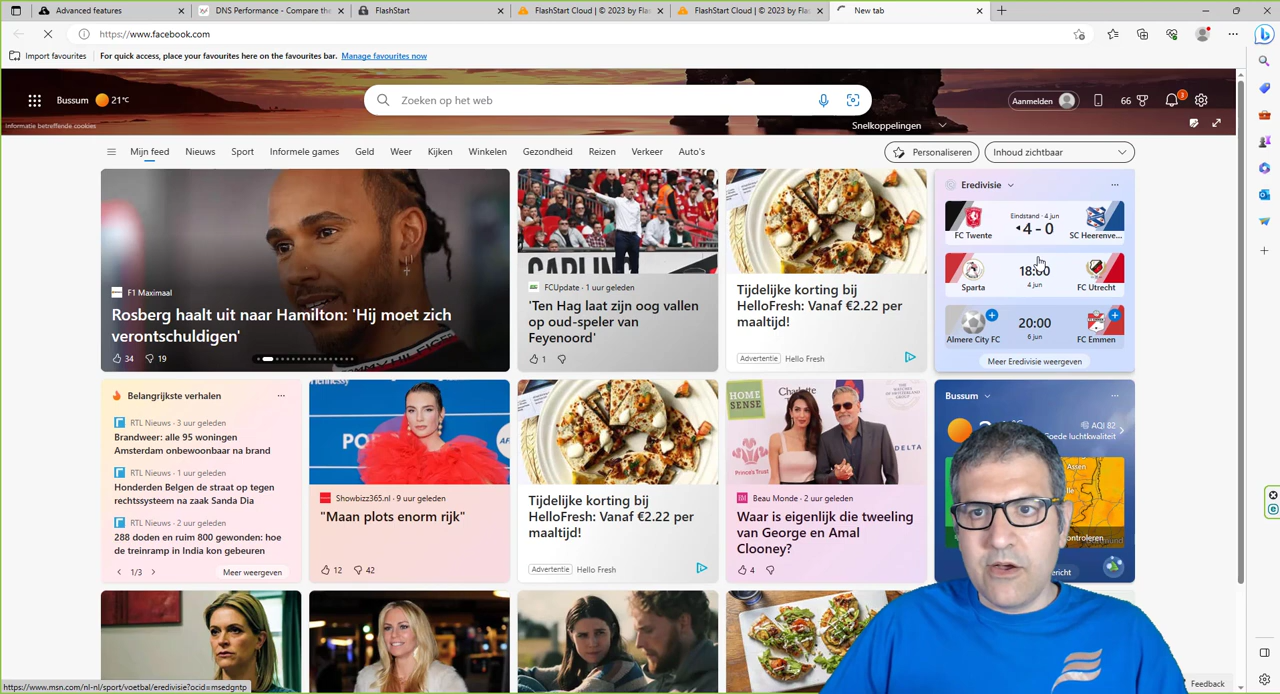 Advanced features
DNS Performance - Compare the
FlashStart
FlashStart Cloud | © 2023 by Flas
FlashStart Cloud | © 2023 by Flas
New tab
https://www.facebook.com
Import favourites
For quick access, place your favourites here on the favourites bar. Manage favourites now
Bussum 21°C
Zoeken op het web
Aanmelden
66
3
Informatie betreffende cookies
Snelkoppelingen
Mijn feed Nieuws Sport Informele games Geld Weer Kijken Winkelen Gezondheid Reizen Verkeer Auto's
Personaliseren
Inhoud zichtbaar
F1 Maximaal
Rosberg haalt uit naar Hamilton: 'Hij moet zich
verontschuldigen'
34 19
FCUpdate · 1 uur geleden
'Ten Hag laat zijn oog vallen
op oud-speler van
Feyenoord'
1
Tijdelijke korting bij
HelloFresh: Vanaf €2.22 per
maaltijd!
Advertentie Hello Fresh
Eredivisie
Eindstand · 4 jun
4 - 0
FC Twente
SC Heerenve...
4 jun
Sparta
FC Utrecht
20:00
6 jun
Almere City FC
FC Emmen
Meer Eredivisie weergeven
Belangrijkste verhalen
RTL Nieuws · 3 uur geleden
Brandweer: alle 95 woningen
Amsterdam onbewoonbaar na brand
RTL Nieuws · 1 uur geleden
Honderden Belgen de straat op tegen
rechtssysteem na zaak Sanda Dia
RTL Nieuws · 2 uur geleden
288 doden en ruim 800 gewonden: hoe
de treinramp in India kon gebeuren
1/3
Meer weergeven
Showbizz365.nl · 9 uur geleden
"Maan plots enorm rijk"
12 42
Tijdelijke korting bij
HelloFresh: Vanaf €2.22 per
maaltijd!
Advertentie Hello Fresh
HOME
SENSE
Charlotte
Prince's Trust
DELTA
Beau Monde · 2 uur geleden
Waar is eigenlijk die tweeling
van George en Amal
Clooney?
4
Bussum
AQI 82
Goede luchtkwaliteit
Assen
https://www.msn.com/nl-nl/sport/voetbal/eredivisie?ocid=msedgntp
Feedback